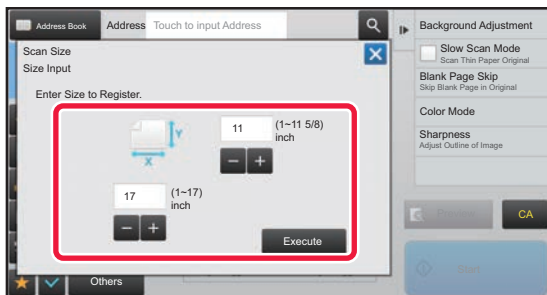 Address Book Address Touch to input Address
Scan Size
Size Input
Enter Size to Register.
Y
X
11 (1~11 5/8)
inch
− +
17 (1~17)
inch
− +
Execute
Others
Background Adjustment
Slow Scan Mode
Scan Thin Paper Original
Blank Page Skip
Skip Blank Page in Original
Color Mode
Sharpness
Adjust Outline of Image
CA
Start